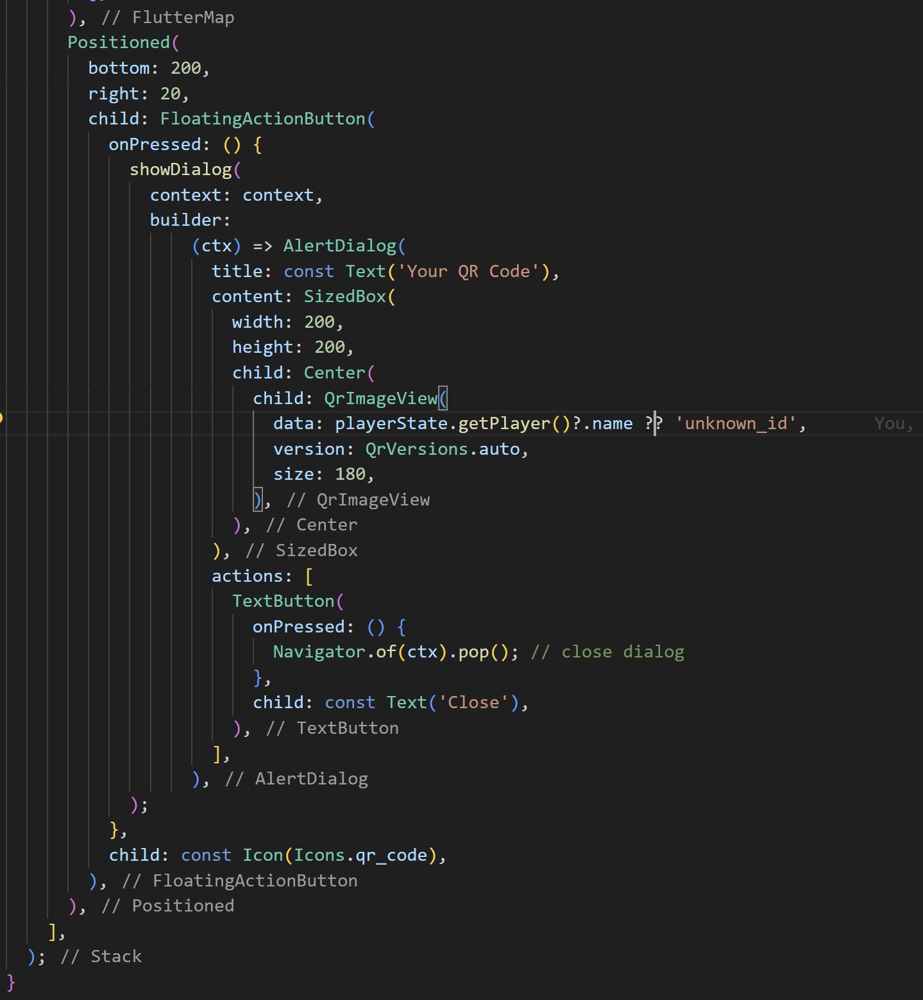 ), // FlutterMap
Positioned(
bottom: 200,
right: 20,
child: FloatingActionButton(
onPressed: () {
showDialog(
context: context,
builder:
(ctx) => AlertDialog(
title: const Text('Your QR Code'),
content: SizedBox(
width: 200,
height: 200,
child: Center(
child: QrImageView(
data: playerState.getPlayer()?.name ?? 'unknown_id', You,
version: QrVersions.auto,
size: 180,
), // QrImageView
), // Center
), // SizedBox
actions: [
TextButton(
onPressed: () {
Navigator.of(ctx).pop(); // close dialog
},
child: const Text('Close'),
), // TextButton
],
), // AlertDialog
);
},
child: const Icon(Icons.qr_code),
), // FloatingActionButton
), // Positioned
],
); // Stack
}